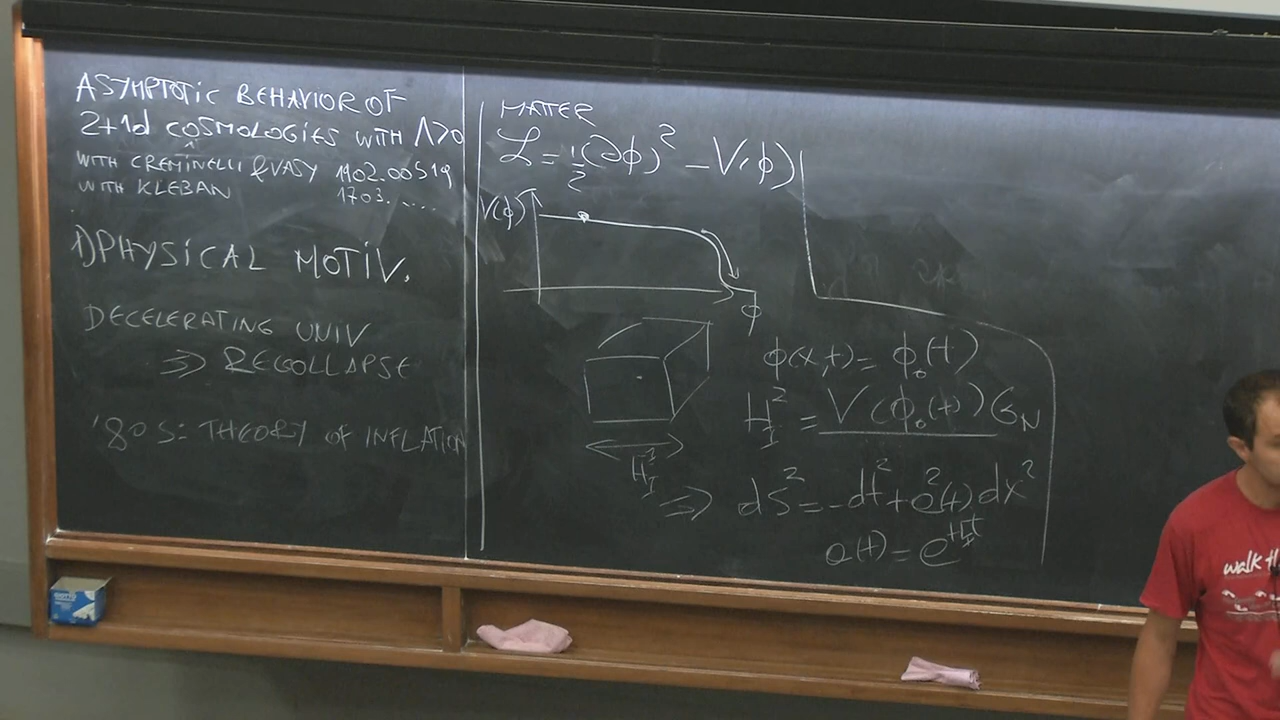 ASYMPTOTIC BEHAVIOR OF
2+1d COSMOLOGIES WITH Λ>0
WITH CREMINELLI & VASY 1902.00519
WITH KLEBAN 1703. ....
1) PHYSICAL MOTIV.
DECELERATING UNIV
⇒ RECOLLAPSE
'80s: THEORY OF INFLATION
MATTER
ℒ = 1/2 (∂φ)² - V(φ)
V(φ)
φ
H_I^-1
φ(x,t) = φ₀(t)
H_I² = V(φ₀(t)) G_N
⇒ dS² = -dt² + a²(t) dx²
a(t) = e^{+H_I t}
walk th